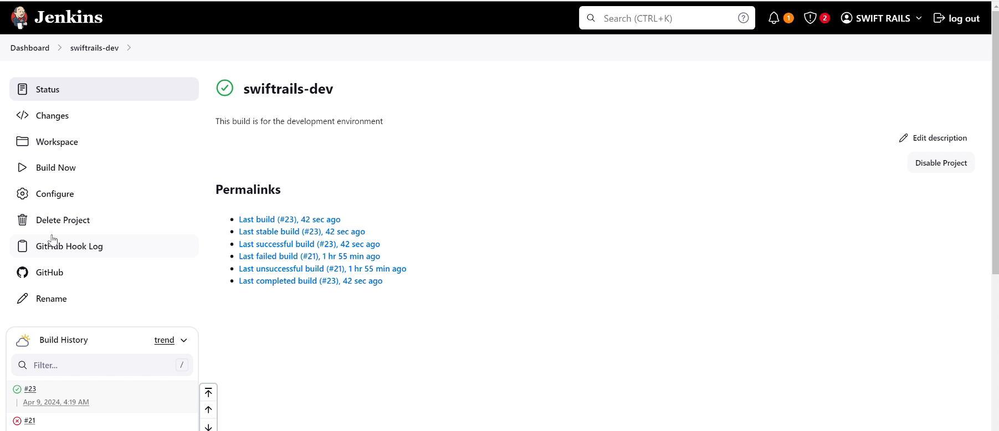 Jenkins
Search (CTRL+K)
?
1
2
SWIFT RAILS
log out
Dashboard
swiftrails-dev
Status
Changes
Workspace
Build Now
Configure
Delete Project
GitHub Hook Log
GitHub
Rename
swiftrails-dev
This build is for the development environment
Edit description
Disable Project
Permalinks
Last build (#23), 42 sec ago
Last stable build (#23), 42 sec ago
Last successful build (#23), 42 sec ago
Last failed build (#21), 1 hr 55 min ago
Last unsuccessful build (#21), 1 hr 55 min ago
Last completed build (#23), 42 sec ago
Build History
trend
Filter...
/
#23
Apr 9, 2024, 4:19 AM
#21